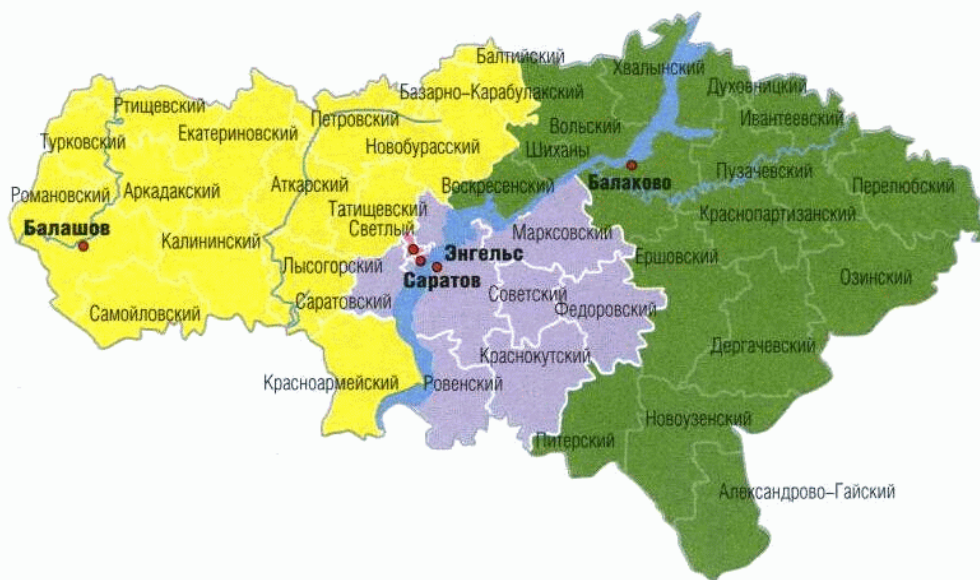 Балтийский
Хвалынский
Базарно-Карабулакский
Духовницкий
Ртищевский
Петровский
Ивантеевский
Турковский
Екатериновский
Вольский
Новобурасский
Шиханы
Пузачевский
Балаково
Воскресенский
Перелюбский
Романовский
Аркадакский
Аткарский
Татищевский
Краснопартизанский
Балашов
Светлый
Марксовский
Калининский
Энгельс
Ершовский
Лысогорский
Саратов
Озинский
Саратовский
Советский
Федоровский
Самойловский
Дергачевский
Краснокутский
Красноармейский
Ровенский
Новоузенский
Питерский
Александрово-Гайский